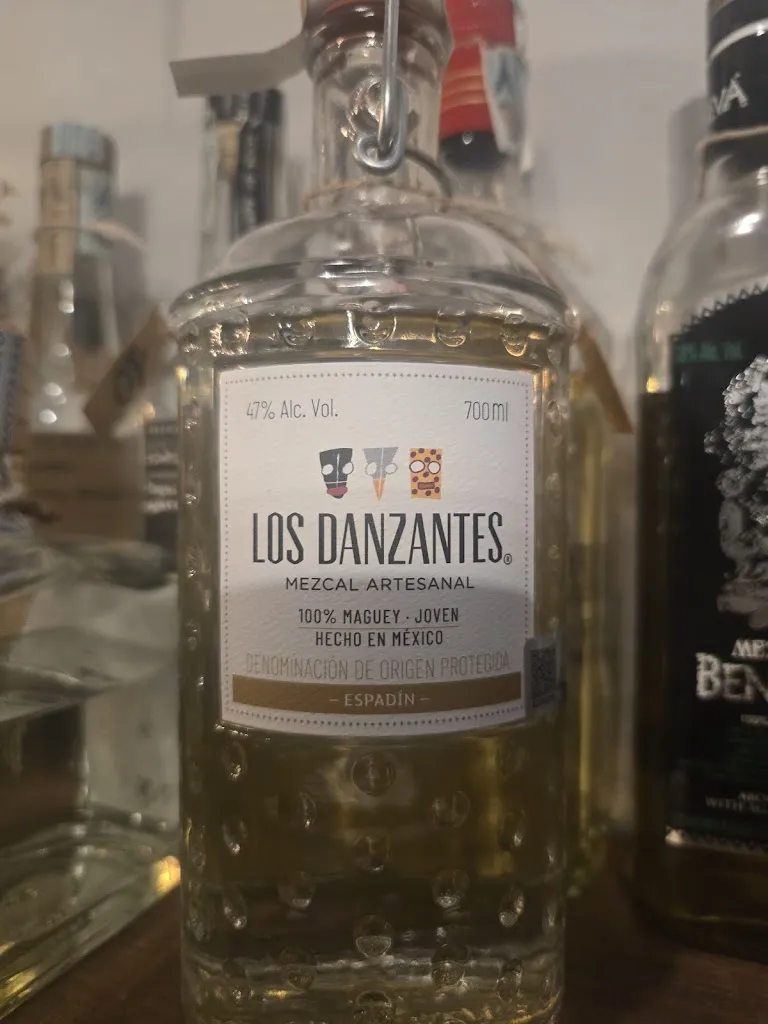 47% Alc. Vol.
700ml
LOS DANZANTES®
MEZCAL ARTESANAL
100% MAGUEY · JOVEN
HECHO EN MÉXICO
DENOMINACIÓN DE ORIGEN PROTEGIDA
– ESPADÍN –